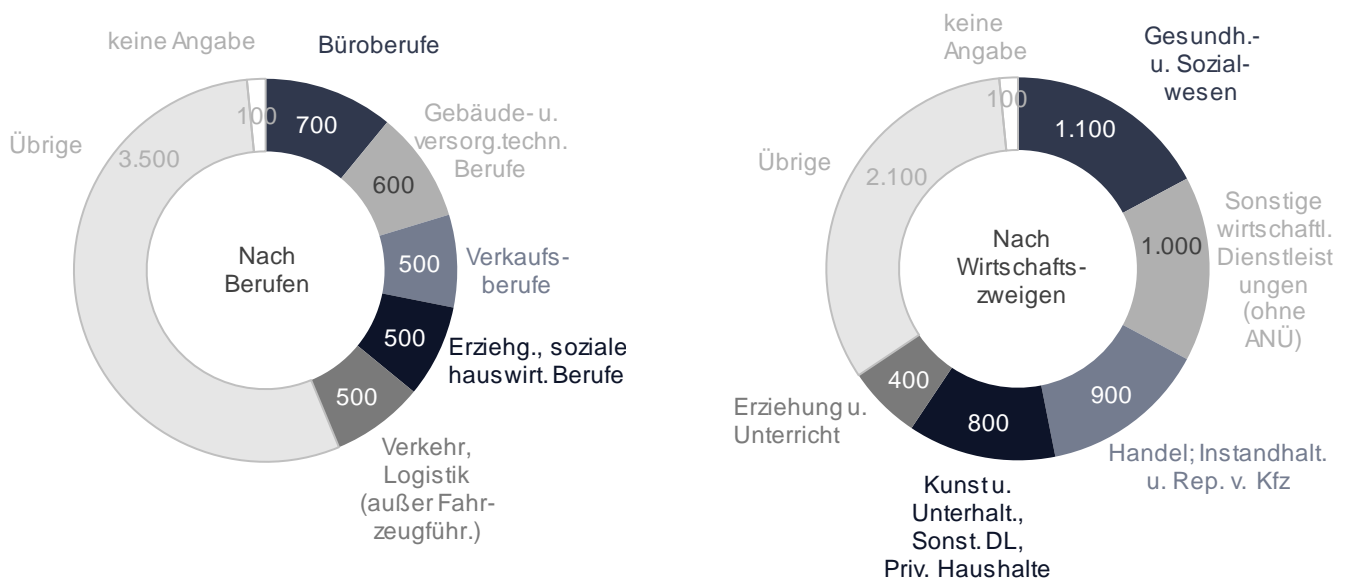 keine Angabe
Büroberufe
100
700
Gebäude- u.
versorg.techn.
Berufe
600
Verkaufs-
berufe
500
Erziehg., soziale
hauswirt. Berufe
500
Verkehr,
Logistik
(außer Fahr-
zeugführ.)
500
Übrige
3.500
Nach
Berufen
keine
Angabe
100
Gesundh.-
u. Sozial-
wesen
1.100
Sonstige
wirtschaftl.
Dienstleist
ungen
(ohne
ANÜ)
1.000
Handel; Instandhalt.
u. Rep. v. Kfz
900
Kunst u.
Unterhalt.,
Sonst. DL,
Priv. Haushalte
800
Erziehung u.
Unterricht
400
Übrige
2.100
Nach
Wirtschafts-
zweigen